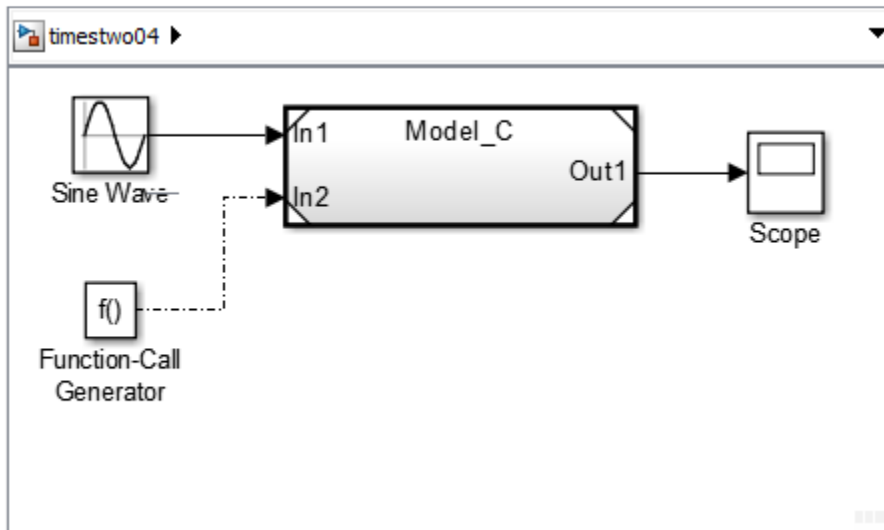 timestwo04
Sine Wave
In1
Model_C
In2
Out1
Scope
f()
Function-Call
Generator